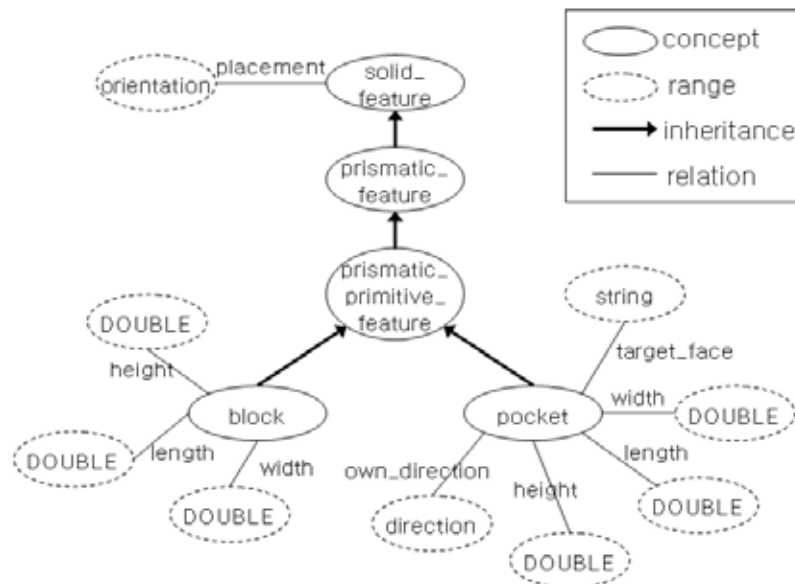 concept
range
inheritance
relation
orientation
placement
solid_
feature
prismatic_
feature
prismatic_
primitive_
feature
DOUBLE
height
block
DOUBLE
length
width
DOUBLE
string
target_face
pocket
width
DOUBLE
length
DOUBLE
own_direction
direction
height
DOUBLE